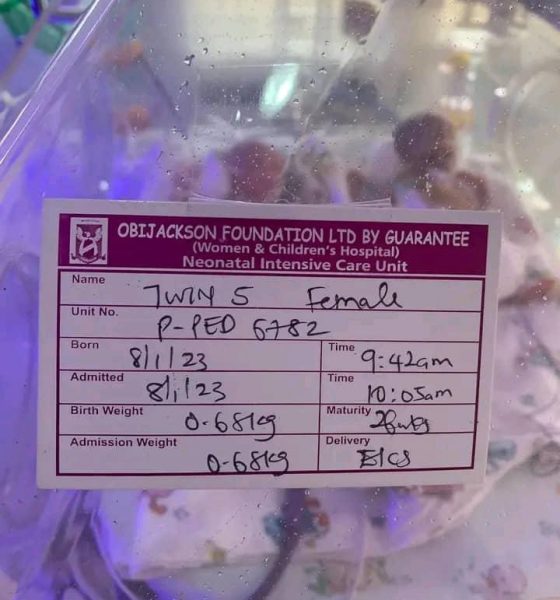 OBIJACKSON FOUNDATION LTD BY GUARANTEE
(Women & Children's Hospital)
Neonatal Intensive Care Unit
Name TWIN 5 Female
Unit No. P-PED 6782
Born 8/1/23 Time 9:42am
Admitted 8/1/23 Time 10:05am
Birth Weight 0.68kg Maturity
Admission Weight 0.68kg Delivery